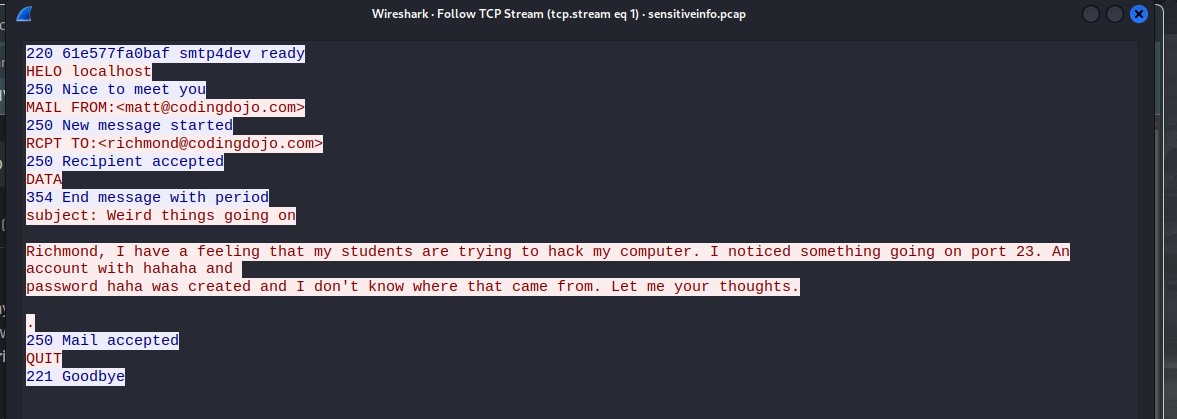 Wireshark · Follow TCP Stream (tcp.stream eq 1) · sensitiveinfo.pcap
220 61e577fa0baf smtp4dev ready
HELO localhost
250 Nice to meet you
MAIL FROM:<matt@codingdojo.com>
250 New message started
RCPT TO:<richmond@codingdojo.com>
250 Recipient accepted
DATA
354 End message with period
subject: Weird things going on
Richmond, I have a feeling that my students are trying to hack my computer. I noticed something going on port 23. An
account with hahaha and
password haha was created and I don't know where that came from. Let me your thoughts.
.
250 Mail accepted
QUIT
221 Goodbye